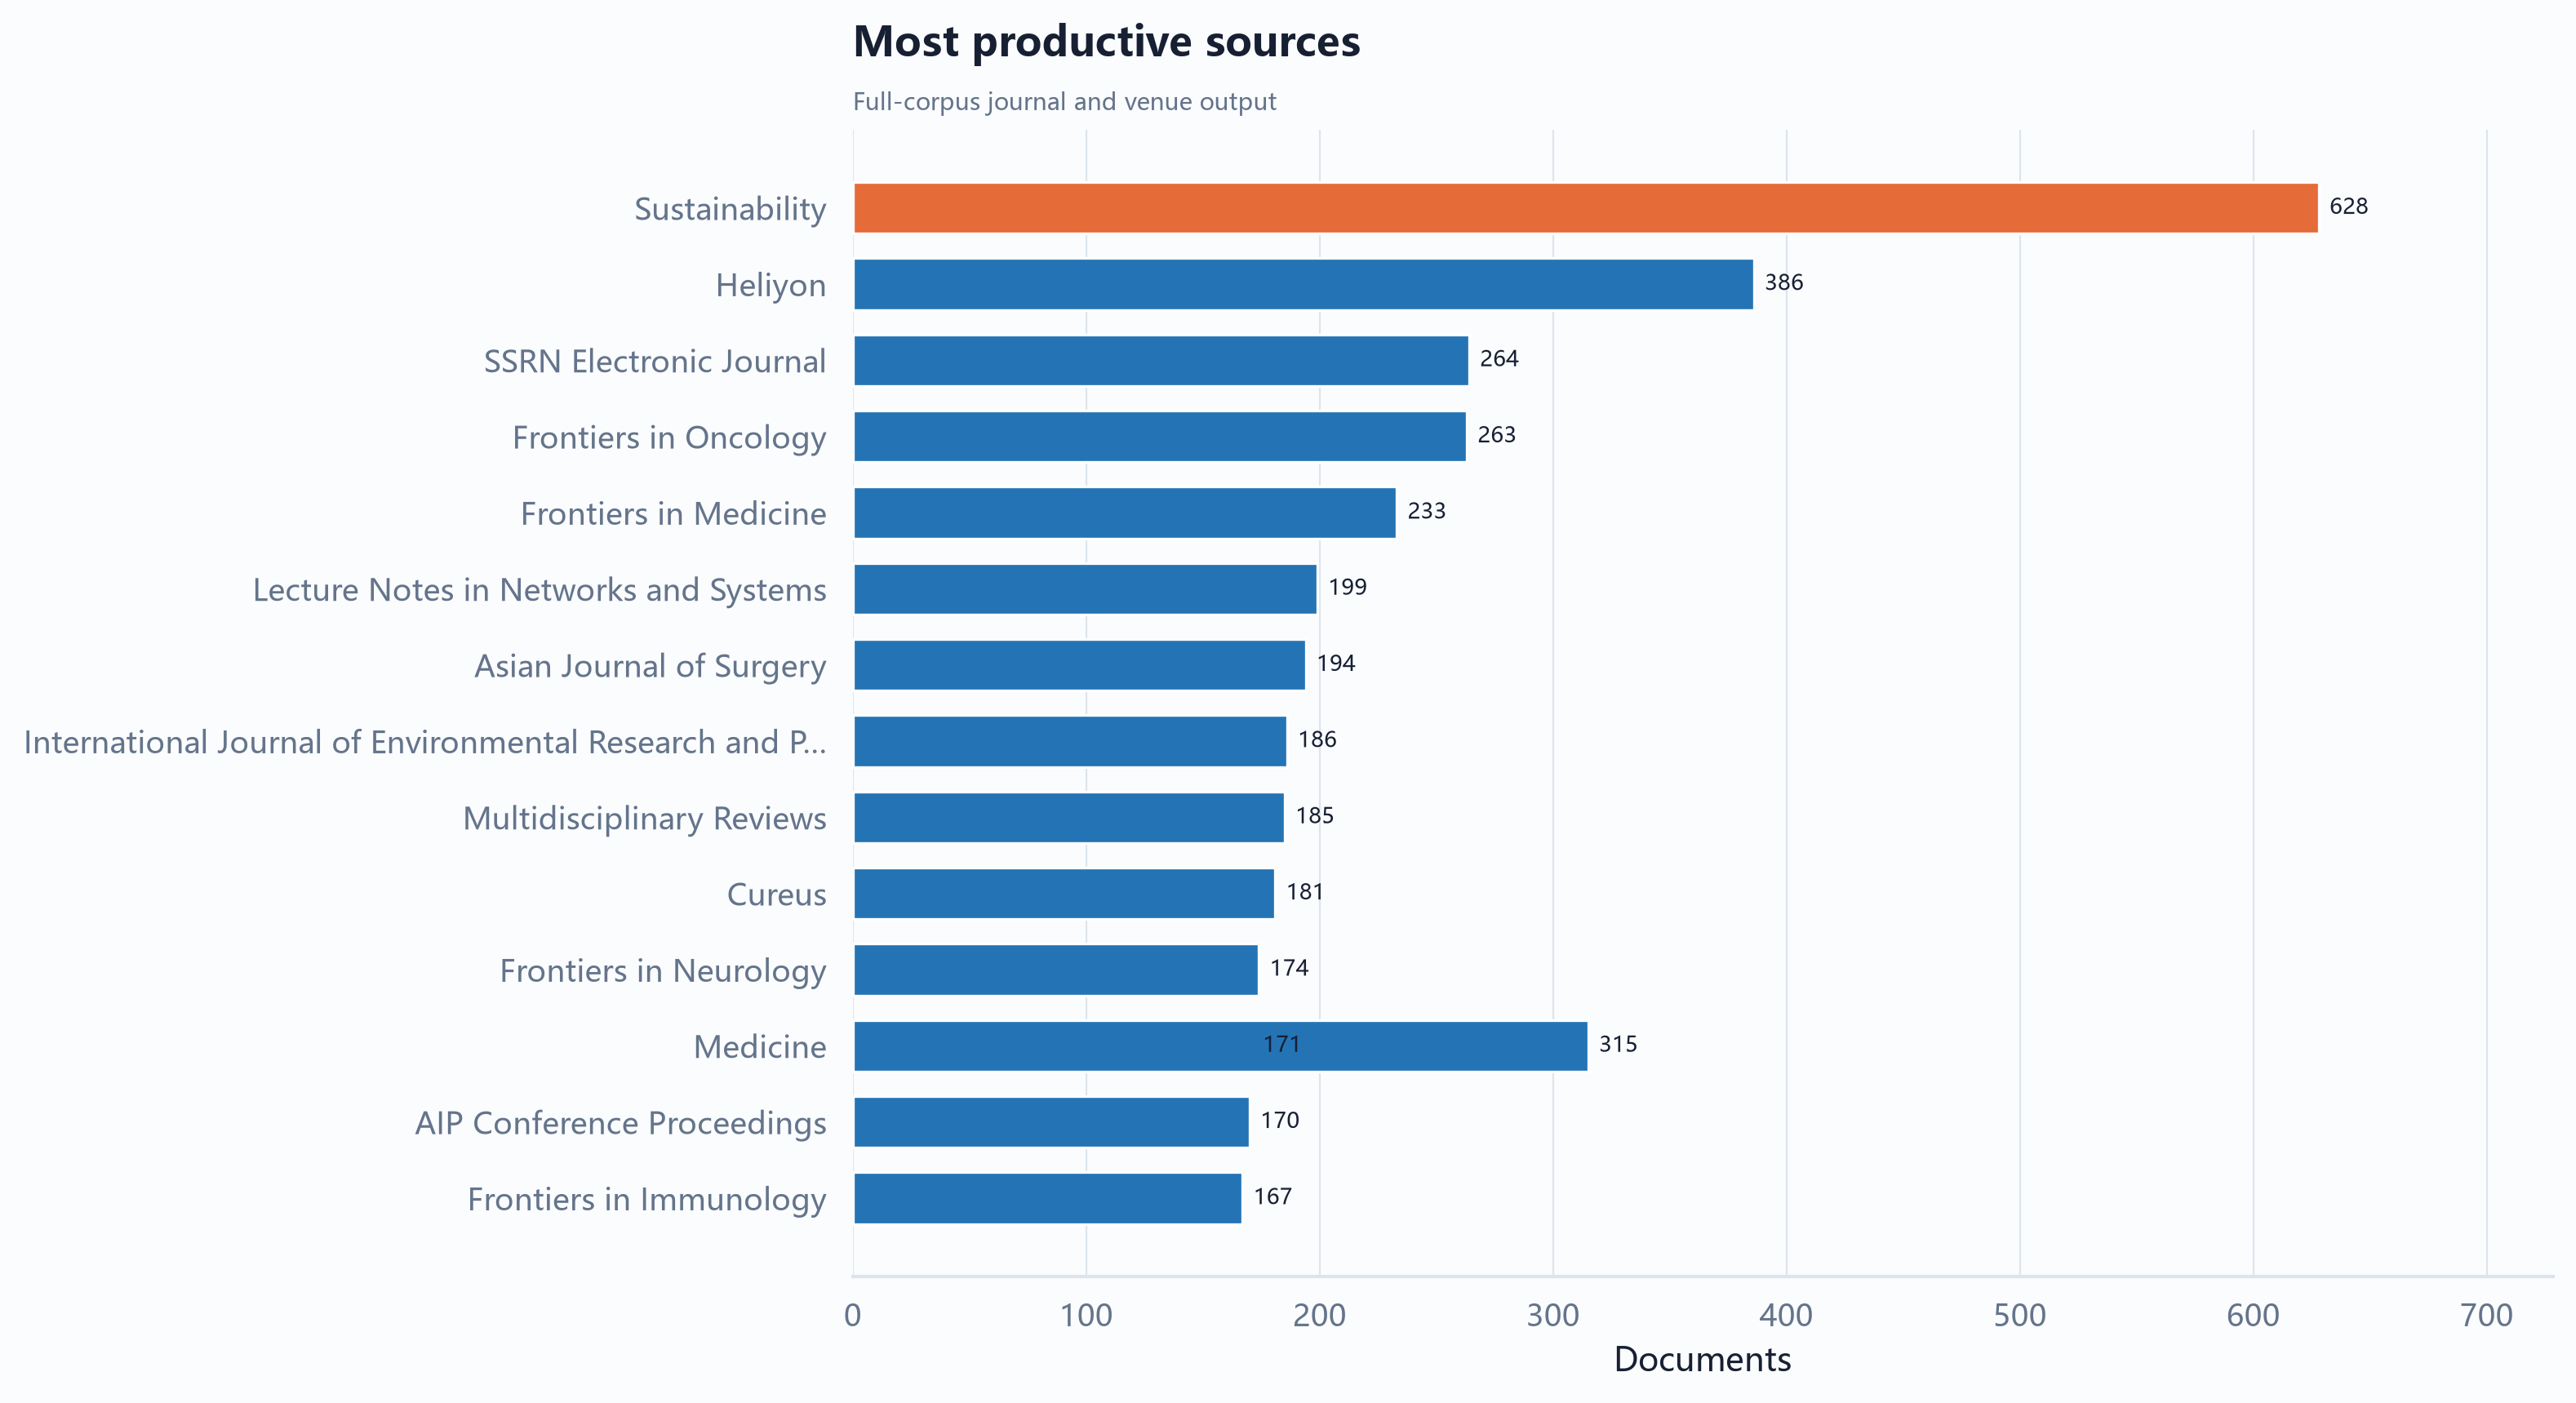 Most productive sources
Full-corpus journal and venue output
Sustainability 628
Heliyon 386
SSRN Electronic Journal 264
Frontiers in Oncology 263
Frontiers in Medicine 233
Lecture Notes in Networks and Systems 199
Asian Journal of Surgery 194
International Journal of Environmental Research and P... 186
Multidisciplinary Reviews 185
Cureus 181
Frontiers in Neurology 174
Medicine 171 315
AIP Conference Proceedings 170
Frontiers in Immunology 167
0 100 200 300 400 500 600 700
Documents